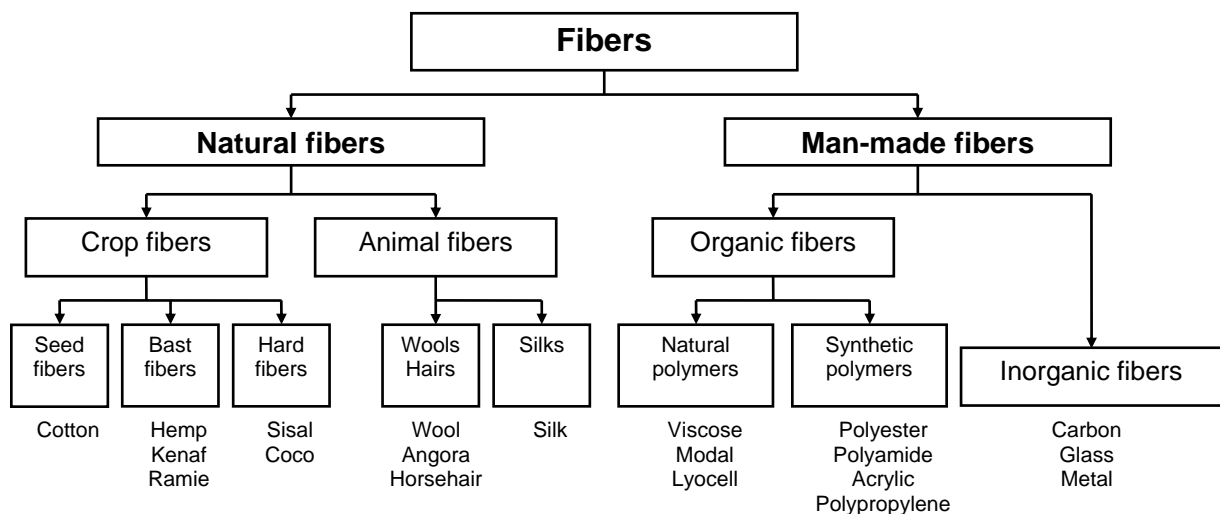 Fibers
Natural fibers
Man-made fibers
Crop fibers
Animal fibers
Organic fibers
Seed
fibers
Bast
fibers
Hard
fibers
Wools
Hairs
Silks
Natural
polymers
Synthetic
polymers
Inorganic fibers
Cotton
Hemp
Kenaf
Ramie
Sisal
Coco
Wool
Angora
Horsehair
Silk
Viscose
Modal
Lyocell
Polyester
Polyamide
Acrylic
Polypropylene
Carbon
Glass
Metal